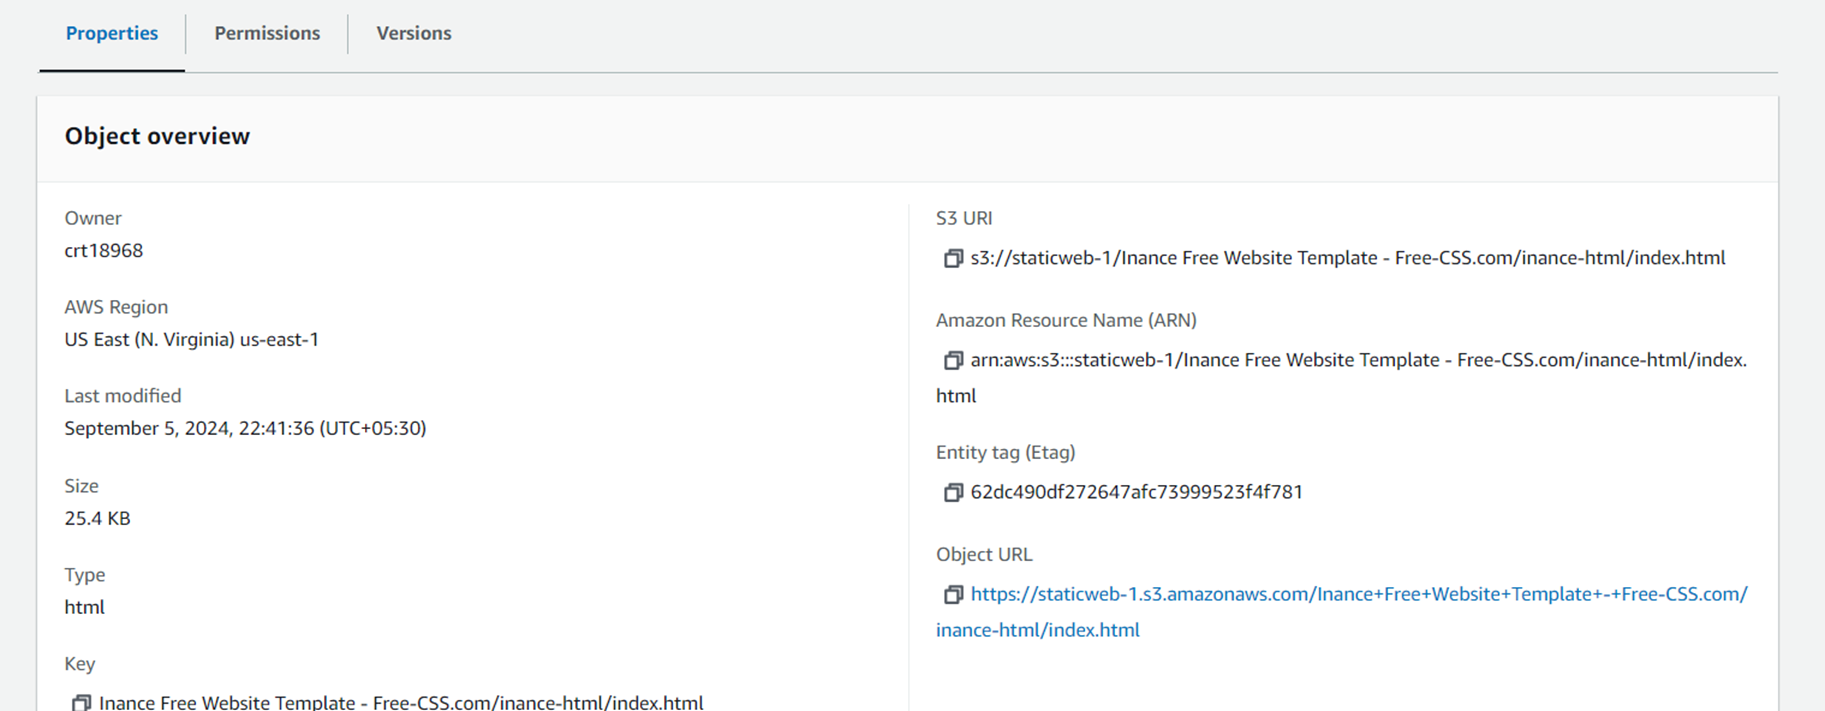 Properties
Permissions
Versions
Object overview
Owner
crt18968
AWS Region
US East (N. Virginia) us-east-1
Last modified
September 5, 2024, 22:41:36 (UTC+05:30)
Size
25.4 KB
Type
html
Key
Inance Free Website Template - Free-CSS.com/inance-html/index.html
S3 URI
s3://staticweb-1/Inance Free Website Template - Free-CSS.com/inance-html/index.html
Amazon Resource Name (ARN)
arn:aws:s3:::staticweb-1/Inance Free Website Template - Free-CSS.com/inance-html/index.
html
Entity tag (Etag)
62dc490df272647afc73999523f4f781
Object URL
https://staticweb-1.s3.amazonaws.com/Inance+Free+Website+Template+-+Free-CSS.com/
inance-html/index.html